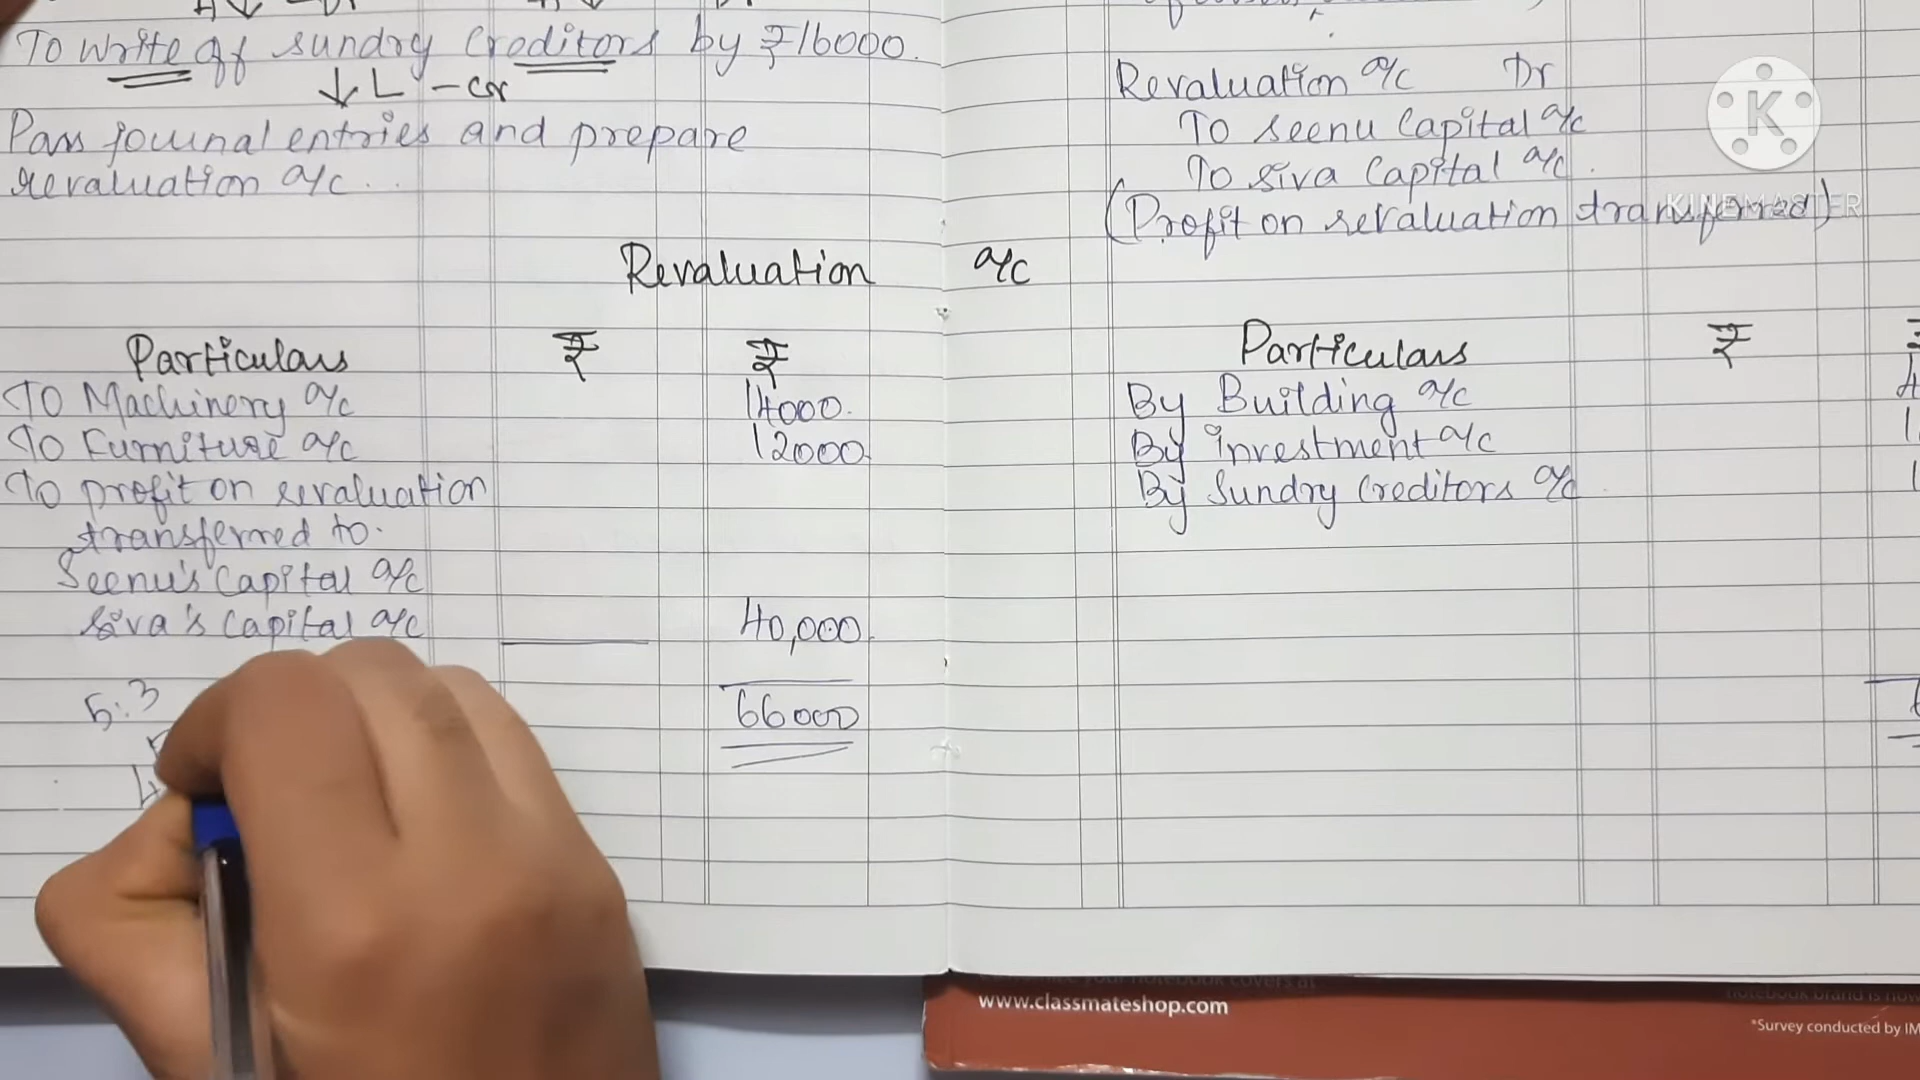 To write off sundry creditors by ₹16000.
↓ L - cr
Pass journal entries and prepare
revaluation a/c.
Revaluation a/c Dr
To seenu Capital a/c
To siva Capital a/c.
(Profit on revaluation transferred)
K
KINEMASTER
Revaluation a/c
Particulars ₹ ₹
To Machinery a/c 14000.
To Furniture a/c 12000
To profit on revaluation
transferred to.
Seenu's Capital a/c
Siva's Capital a/c 40,000
5:3
66000
Particulars ₹
By Building a/c
By investment a/c
By Sundry Creditors a/c
www.classmateshop.com
*Survey conducted by IM